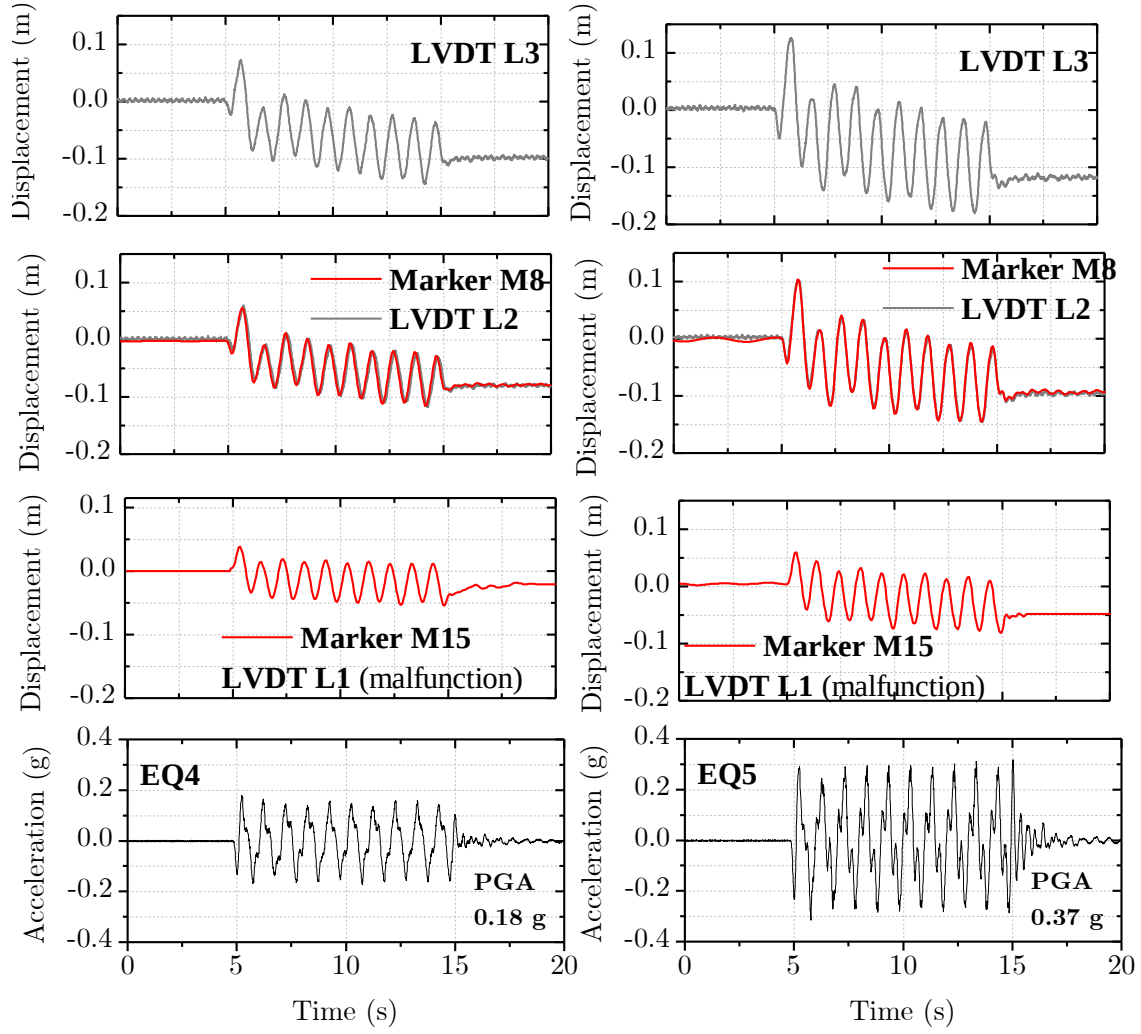 Displacement (m)
0.1
0.0
-0.1
-0.2
LVDT L3
Displacement (m)
0.1
0.0
-0.1
-0.2
LVDT L3
Displacement (m)
0.1
0.0
-0.1
-0.2
Marker M8
LVDT L2
Displacement (m)
0.1
0.0
-0.1
-0.2
Marker M8
LVDT L2
Displacement (m)
0.1
0.0
-0.1
-0.2
Marker M15
LVDT L1 (malfunction)
Displacement (m)
0.1
0.0
-0.1
-0.2
Marker M15
LVDT L1 (malfunction)
Acceleration (g)
0.4
0.2
0.0
-0.2
-0.4
EQ4
PGA
0.18 g
0 5 10 15 20
Time (s)
Acceleration (g)
0.4
0.2
0.0
-0.2
-0.4
EQ5
PGA
0.37 g
0 5 10 15 20
Time (s)